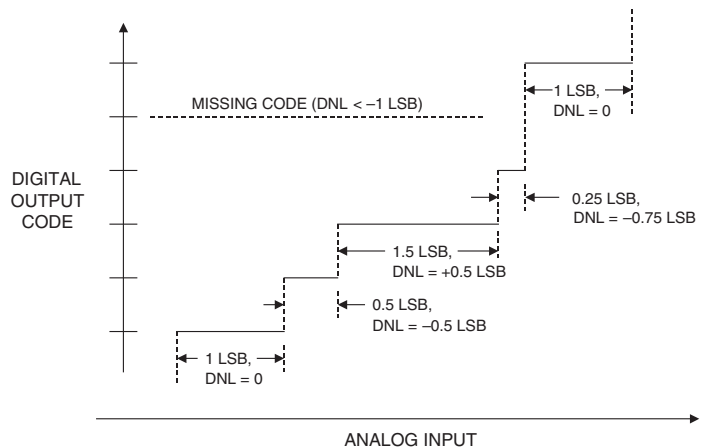 MISSING CODE (DNL < –1 LSB)
1 LSB,
DNL = 0
DIGITAL
OUTPUT
CODE
0.25 LSB,
DNL = –0.75 LSB
1.5 LSB,
DNL = +0.5 LSB
0.5 LSB,
DNL = –0.5 LSB
1 LSB,
DNL = 0
ANALOG INPUT